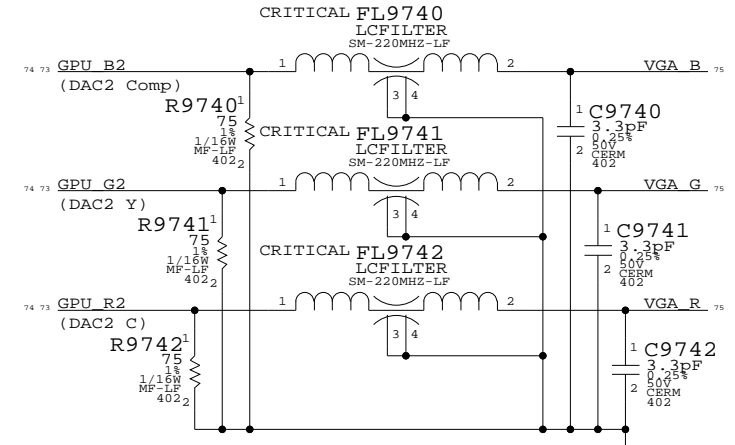 CRITICAL FL9740
LCFILTER
SM-220MHZ-LF
74 73 GPU_B2 1 2 VGA_B 75
(DAC2 Comp)
3 4
R9740 1
75
1%
1/16W
MF-LF
402 2
1 C9740
3.3pF
0.25%
2 50V
CERM
402
CRITICAL FL9741
LCFILTER
SM-220MHZ-LF
74 73 GPU_G2 1 2 VGA_G 75
(DAC2 Y)
3 4
R9741 1
75
1%
1/16W
MF-LF
402 2
1 C9741
3.3pF
0.25%
2 50V
CERM
402
CRITICAL FL9742
LCFILTER
SM-220MHZ-LF
74 73 GPU_R2 1 2 VGA_R 75
(DAC2 C)
3 4
R9742 1
75
1%
1/16W
MF-LF
402 2
1 C9742
3.3pF
0.25%
2 50V
CERM
402